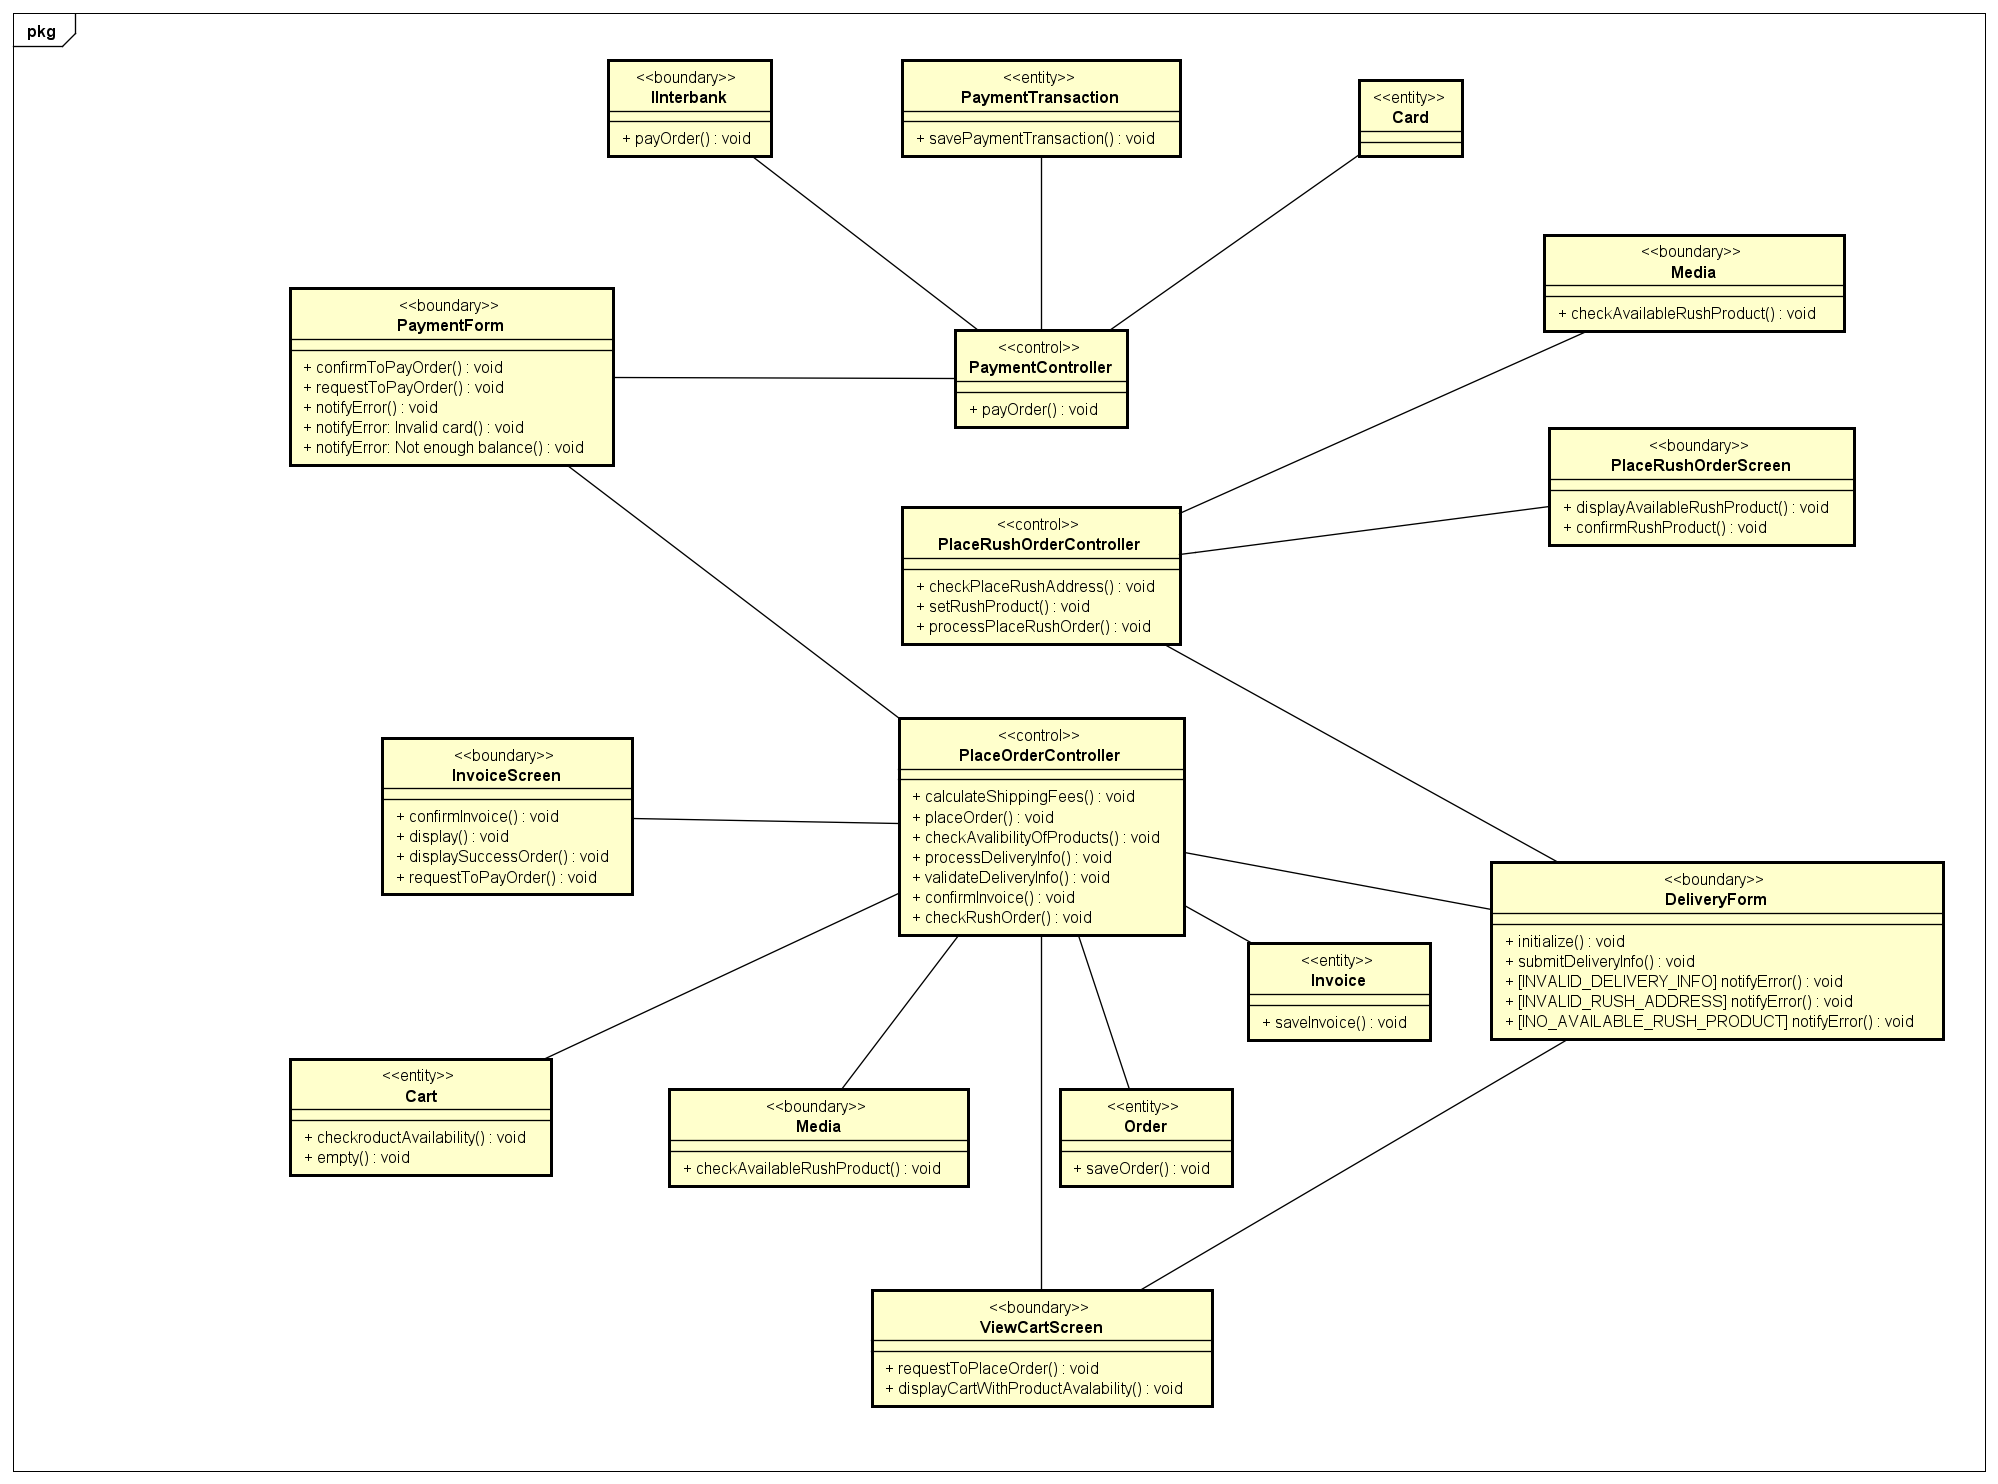 pkg
<<boundary>>
IInterbank
+ payOrder() : void
<<entity>>
PaymentTransaction
+ savePaymentTransaction() : void
<<entity>>
Card
<<boundary>>
Media
+ checkAvailableRushProduct() : void
<<boundary>>
PaymentForm
+ confirmToPayOrder() : void
+ requestToPayOrder() : void
+ notifyError() : void
+ notifyError: Invalid card() : void
+ notifyError: Not enough balance() : void
<<control>>
PaymentController
+ payOrder() : void
<<boundary>>
PlaceRushOrderScreen
+ displayAvailableRushProduct() : void
+ confirmRushProduct() : void
<<control>>
PlaceRushOrderController
+ checkPlaceRushAddress() : void
+ setRushProduct() : void
+ processPlaceRushOrder() : void
<<control>>
PlaceOrderController
+ calculateShippingFees() : void
+ placeOrder() : void
+ checkAvalibilityOfProducts() : void
+ processDeliveryInfo() : void
+ validateDeliveryInfo() : void
+ confirmInvoice() : void
+ checkRushOrder() : void
<<boundary>>
InvoiceScreen
+ confirmInvoice() : void
+ display() : void
+ displaySuccessOrder() : void
+ requestToPayOrder() : void
<<boundary>>
DeliveryForm
+ initialize() : void
+ submitDeliveryInfo() : void
+ [INVALID_DELIVERY_INFO] notifyError() : void
+ [INVALID_RUSH_ADDRESS] notifyError() : void
+ [INO_AVAILABLE_RUSH_PRODUCT] notifyError() : void
<<entity>>
Invoice
+ saveInvoice() : void
<<entity>>
Cart
+ checkroductAvailability() : void
+ empty() : void
<<boundary>>
Media
+ checkAvailableRushProduct() : void
<<entity>>
Order
+ saveOrder() : void
<<boundary>>
ViewCartScreen
+ requestToPlaceOrder() : void
+ displayCartWithProductAvalability() : void